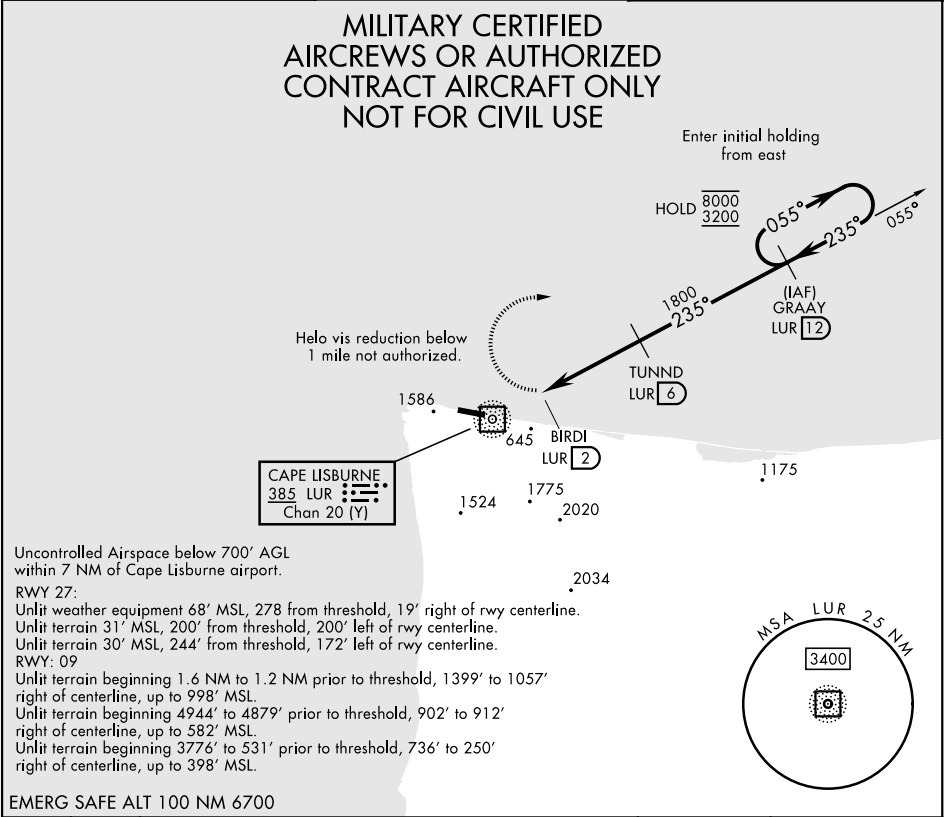 MILITARY CERTIFIED
AIRCREWS OR AUTHORIZED
CONTRACT AIRCRAFT ONLY
NOT FOR CIVIL USE
Enter initial holding
from east
HOLD 8000
3200
055°
235°
055°
(IAF)
GRAAY
LUR 12
1800
235°
TUNND
LUR 6
Helo vis reduction below
1 mile not authorized.
1586
645
BIRDI
LUR 2
CAPE LISBURNE
385 LUR
Chan 20 (Y)
1175
1775
1524
2020
2034
Uncontrolled Airspace below 700' AGL
within 7 NM of Cape Lisburne airport.
RWY 27:
Unlit weather equipment 68' MSL, 278 from threshold, 19' right of rwy centerline.
Unlit terrain 31' MSL, 200' from threshold, 200' left of rwy centerline.
Unlit terrain 30' MSL, 244' from threshold, 172' left of rwy centerline.
RWY: 09
Unlit terrain beginning 1.6 NM to 1.2 NM prior to threshold, 1399' to 1057'
right of centerline, up to 998' MSL.
Unlit terrain beginning 4944' to 4879' prior to threshold, 902' to 912'
right of centerline, up to 582' MSL.
Unlit terrain beginning 3776' to 531' prior to threshold, 736' to 250'
right of centerline, up to 398' MSL.
EMERG SAFE ALT 100 NM 6700
MSA LUR 25 NM
3400